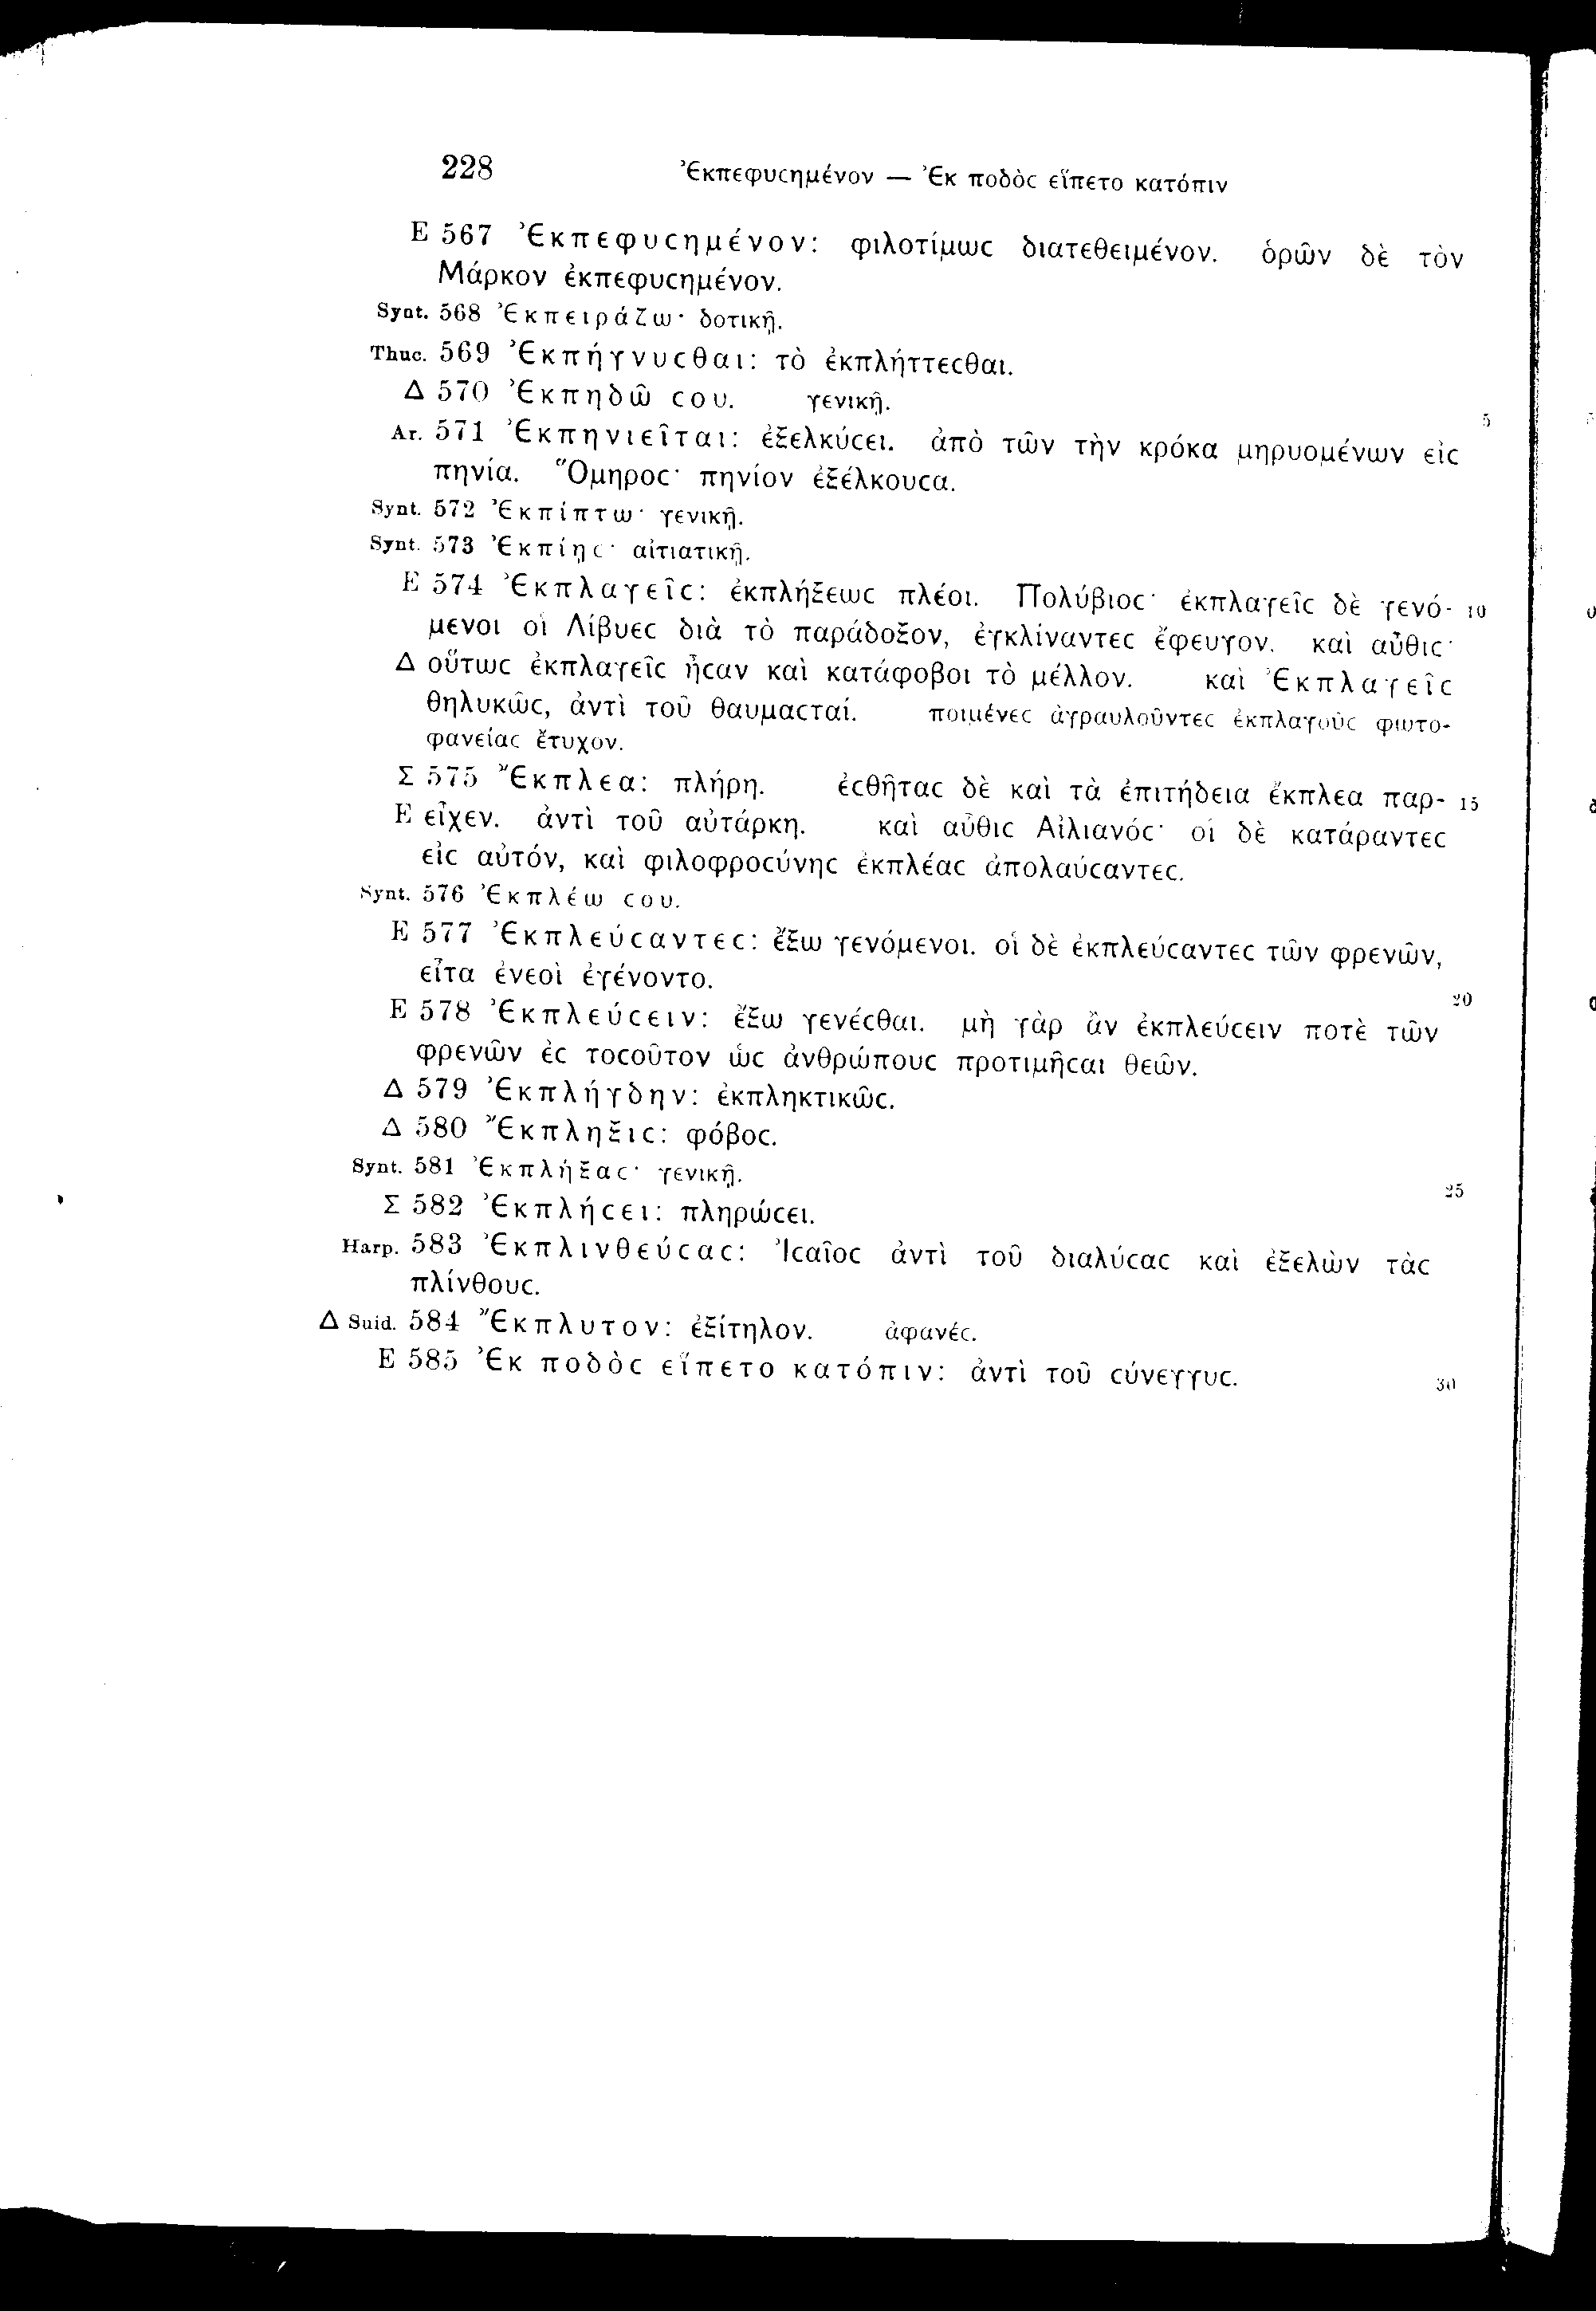 228 Ἐκπεφυϲημένον — Ἐκ ποδὸϲ εἵπετο κατόπιν
E 567 Ἐκπεφυϲημένον: φιλοτίμωϲ διατεθειμένον. ὁρῶν δὲ τὸν
Μάρκον ἐκπεφυϲημένον.
Synt. 568 Ἐκπειράζω· δοτικῇ.
Thuc. 569 Ἐκπήγνυϲθαι: τὸ ἐκπλήττεϲθαι.
Δ 570 Ἐκπηδῶ ϲου. γενικῇ.
5
Ar. 571 Ἐκπηνιεῖται: ἐξελκύϲει. ἀπὸ τῶν τὴν κρόκα μηρυομένων εἰϲ
πηνία. Ὅμηροϲ· πηνίον ἐξέλκουϲα.
Synt. 572 Ἐκπίπτω· γενικῇ.
Synt. 573 Ἐκπίῃϲ· αἰτιατικῇ.
E 574 Ἐκπλαγεῖϲ: ἐκπλήξεωϲ πλέοι. Πολύβιοϲ· ἐκπλαγεῖϲ δὲ γενό- 10
μενοι οἱ Λίβυεϲ διὰ τὸ παράδοξον, ἐγκλίναντεϲ ἔφευγον. καὶ αὖθιϲ·
Δ οὕτωϲ ἐκπλαγεῖϲ ἦϲαν καὶ κατάφοβοι τὸ μέλλον. καὶ Ἐκπλαγεῖϲ
θηλυκῶϲ, ἀντὶ τοῦ θαυμαϲταί. ποιμένεϲ ἀγραυλοῦντεϲ ἐκπλαγοῦϲ φωτο-
φανείαϲ ἔτυχον.
Σ 575 Ἔκπλεα: πλήρη. ἐϲθῆταϲ δὲ καὶ τὰ ἐπιτήδεια ἔκπλεα παρ- 15
E εἶχεν. ἀντὶ τοῦ αὐτάρκη. καὶ αὖθιϲ Αἰλιανόϲ· οἱ δὲ κατάραντεϲ
εἰϲ αὐτόν, καὶ φιλοφροϲύνηϲ ἐκπλέαϲ ἀπολαύϲαντεϲ.
Synt. 576 Ἐκπλέω ϲου.
E 577 Ἐκπλεύϲαντεϲ: ἔξω γενόμενοι. οἱ δὲ ἐκπλεύϲαντεϲ τῶν φρενῶν,
εἶτα ἐνεοὶ ἐγένοντο.
20
E 578 Ἐκπλεύϲειν: ἔξω γενέϲθαι. μὴ γὰρ ἂν ἐκπλεύϲειν ποτὲ τῶν
φρενῶν ἐϲ τοϲοῦτον ὡϲ ἀνθρώπουϲ προτιμῆϲαι θεῶν.
Δ 579 Ἐκπλήγδην: ἐκπληκτικῶϲ.
Δ 580 Ἔκπληξιϲ: φόβοϲ.
Synt. 581 Ἐκπλήξαϲ· γενικῇ.
25
Σ 582 Ἐκπλήϲει: πληρώϲει.
Harp. 583 Ἐκπλινθεύϲαϲ: Ἰϲαῖοϲ ἀντὶ τοῦ διαλύϲαϲ καὶ ἐξελὼν τὰϲ
πλίνθουϲ.
Δ Suid. 584 Ἔκπλυτον: ἐξίτηλον. ἀφανέϲ.
E 585 Ἐκ ποδὸϲ εἵπετο κατόπιν: ἀντὶ τοῦ ϲύνεγγυϲ.
30